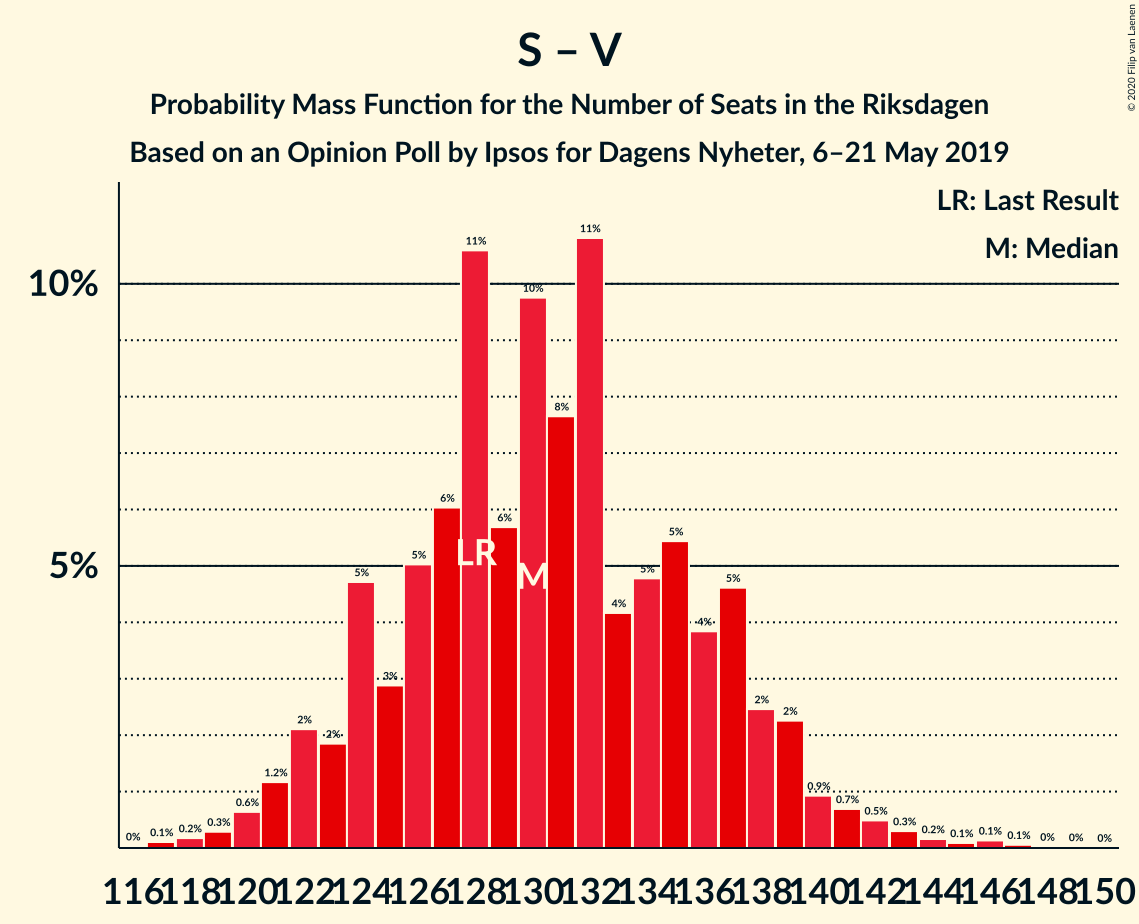 S – V
Probability Mass Function for the Number of Seats in the Riksdagen
Based on an Opinion Poll by Ipsos for Dagens Nyheter, 6–21 May 2019
© 2020 Filip van Laenen
LR: Last Result
M: Median
10%
5%
0% 0.1% 0.2% 0.3% 0.6% 1.2% 2% 2% 5% 3% 5% 6% 11% 6% 10% 8% 11% 4% 5% 5% 4% 5% 2% 2% 0.9% 0.7% 0.5% 0.3% 0.2% 0.1% 0.1% 0.1% 0% 0% 0%
LR
M
116 118 120 122 124 126 128 130 132 134 136 138 140 142 144 146 148 150